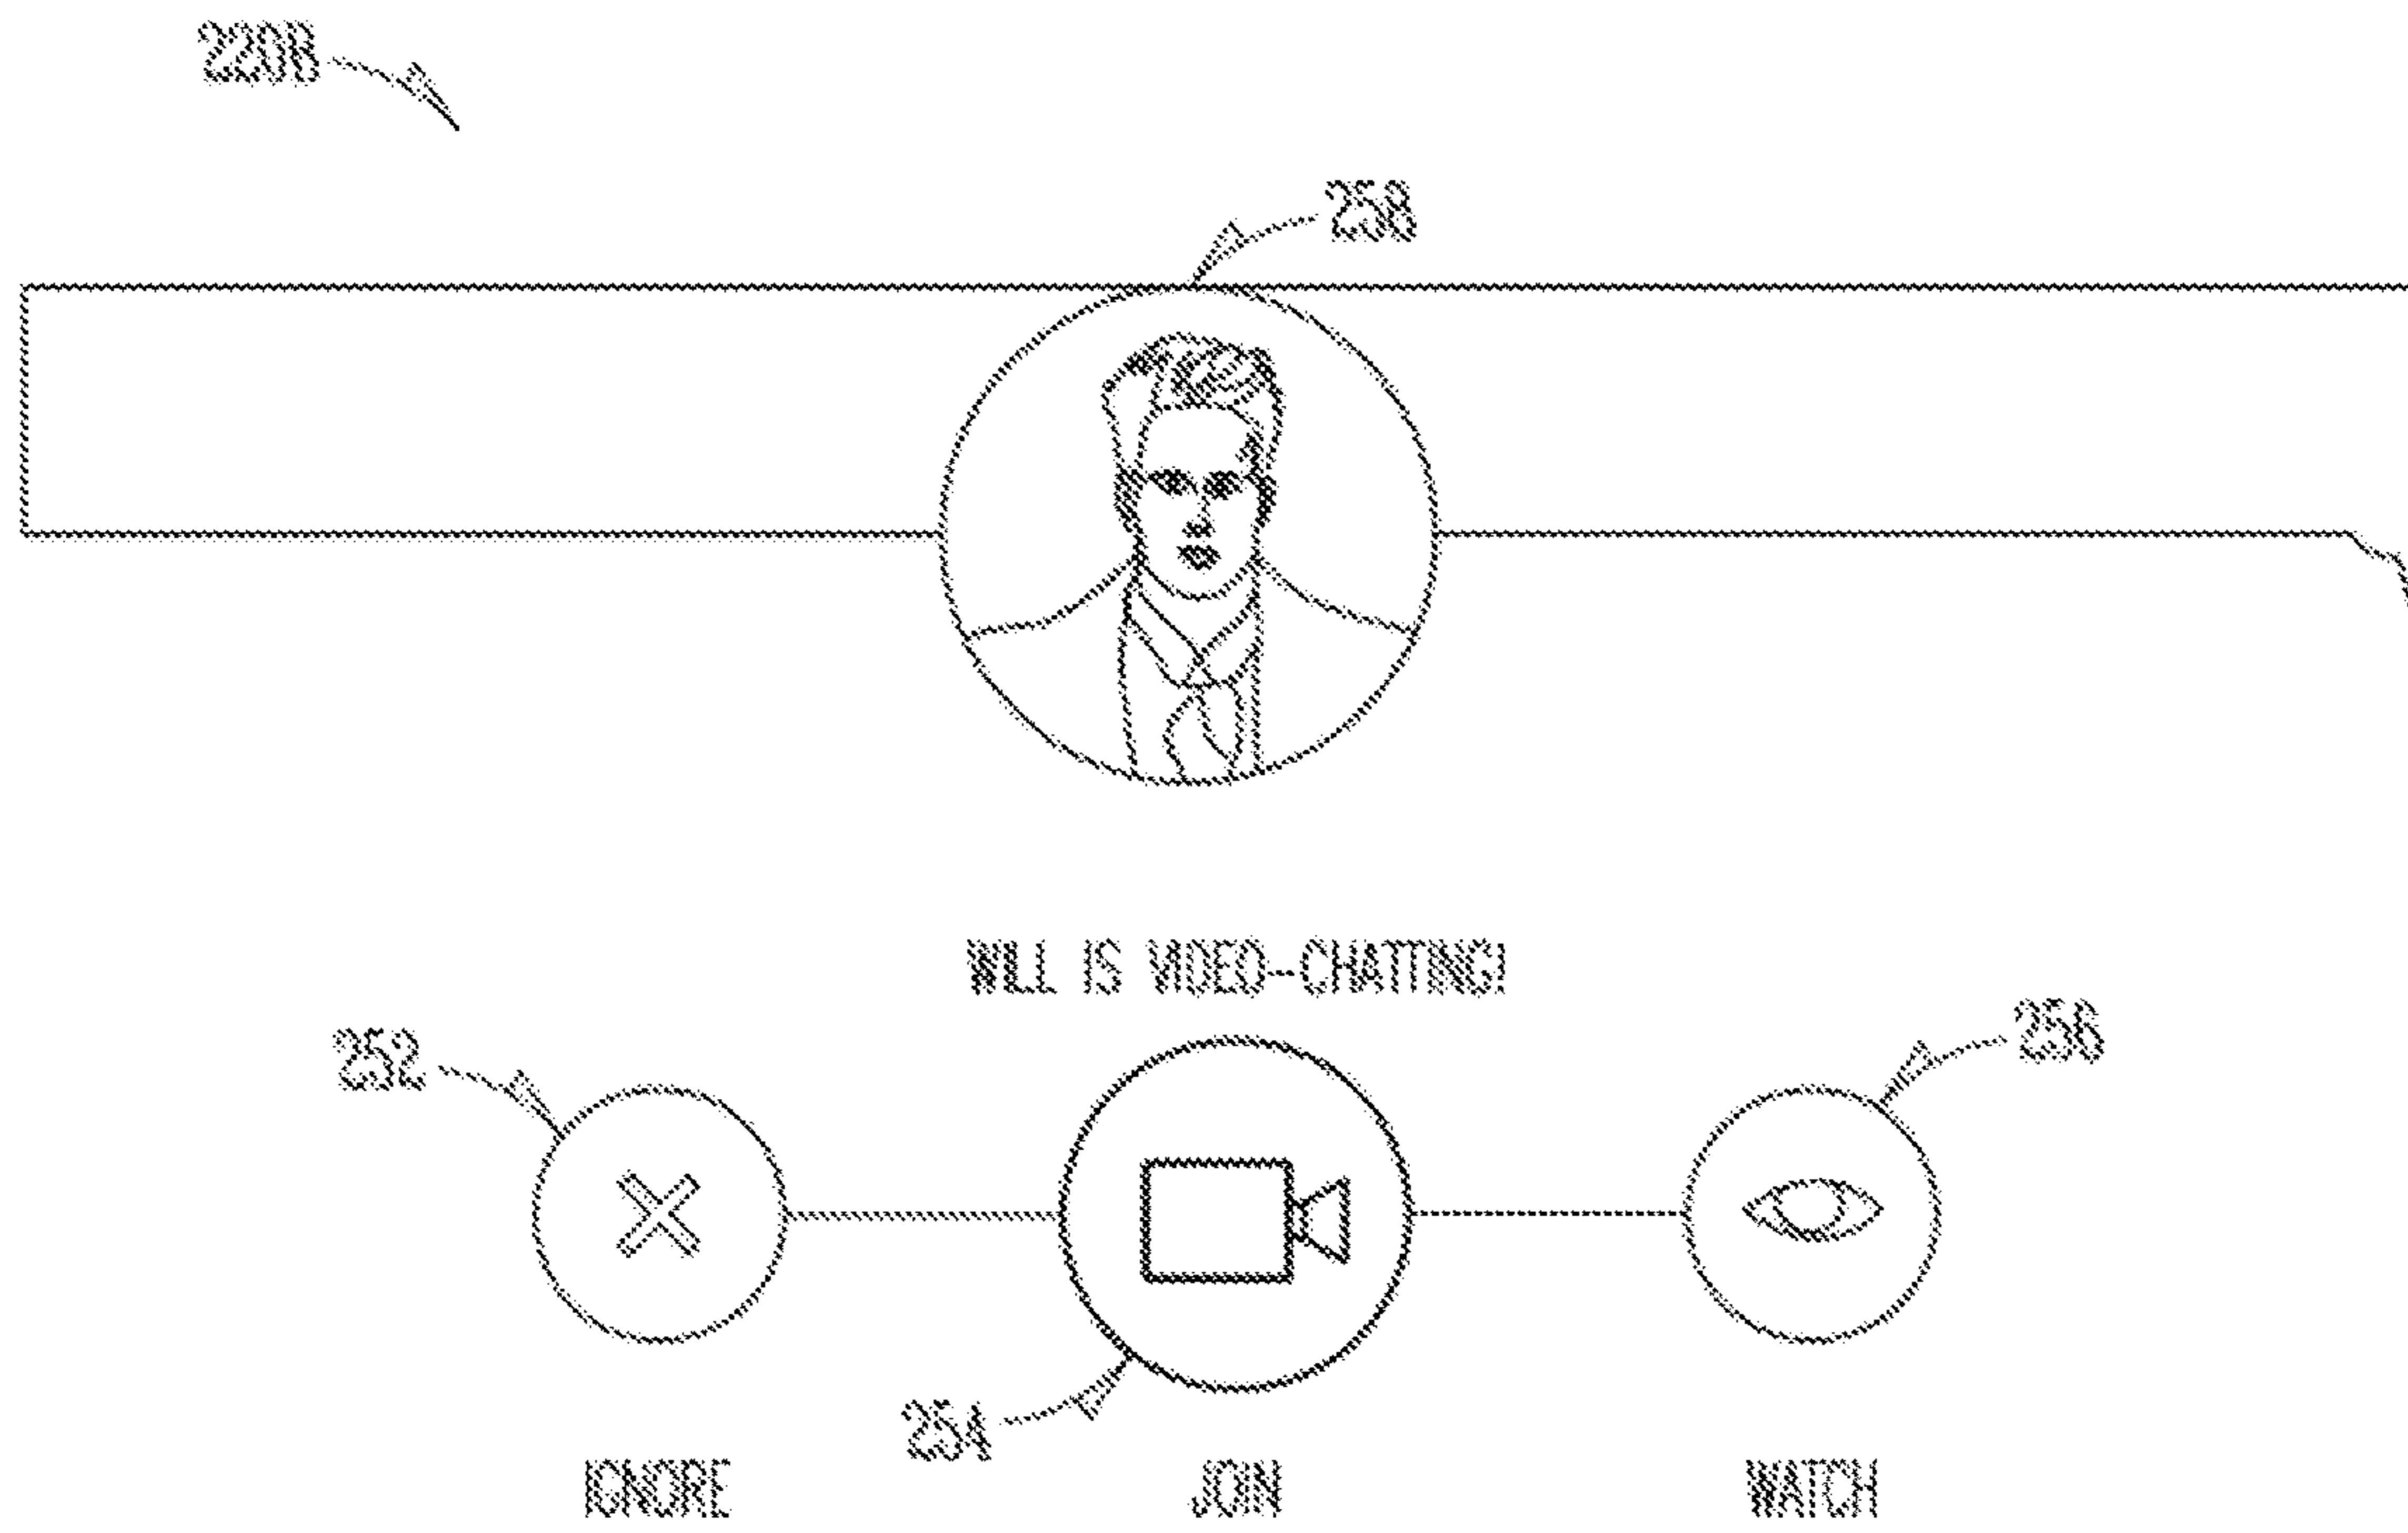 220B
258
WILL IS VIDEO-CHATTING!
252
256
254
IGNORE JOIN WATCH